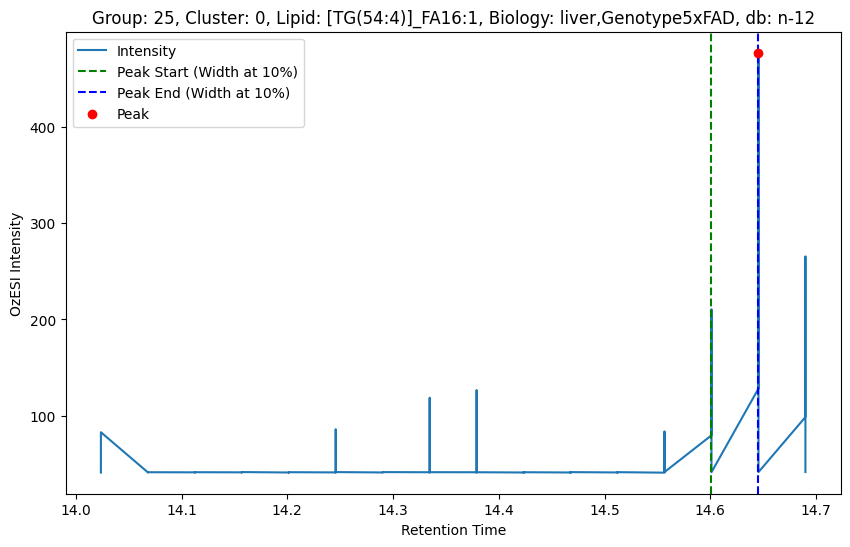 Group: 25, Cluster: 0, Lipid: [TG(54:4)]_FA16:1, Biology: liver,Genotype5xFAD, db: n-12
Intensity
Peak Start (Width at 10%)
Peak End (Width at 10%)
Peak
400
300
200
100
OzESI Intensity
14.0 14.1 14.2 14.3 14.4 14.5 14.6 14.7
Retention Time